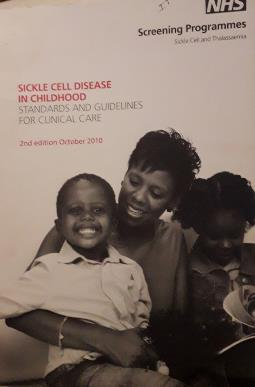 NHS
Screening Programmes
Sickle Cell and Thalassaemia
SICKLE CELL DISEASE
IN CHILDHOOD
STANDARDS AND GUIDELINES
FOR CLINICAL CARE
2nd edition October 2010